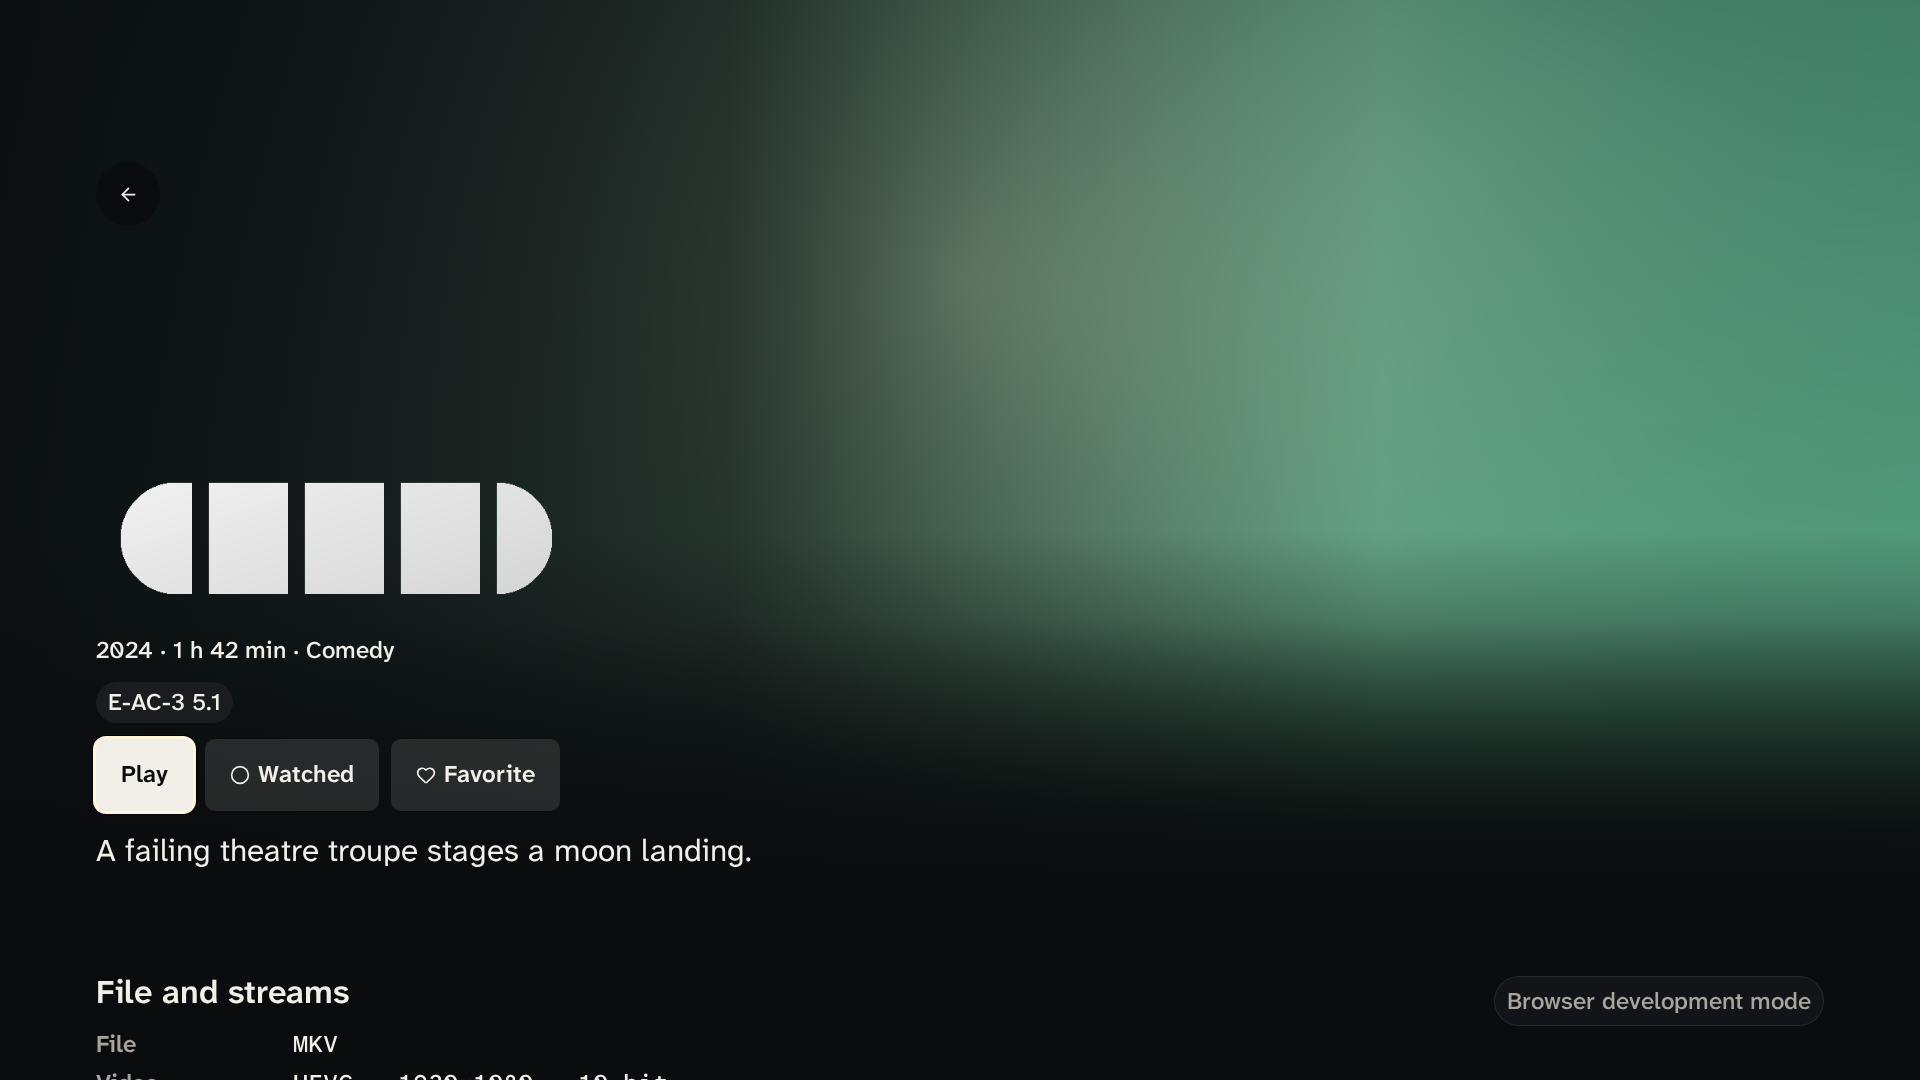 2024 · 1 h 42 min · Comedy
E-AC-3 5.1
Play
Watched
Favorite
A failing theatre troupe stages a moon landing.
File and streams
Browser development mode
File MKV